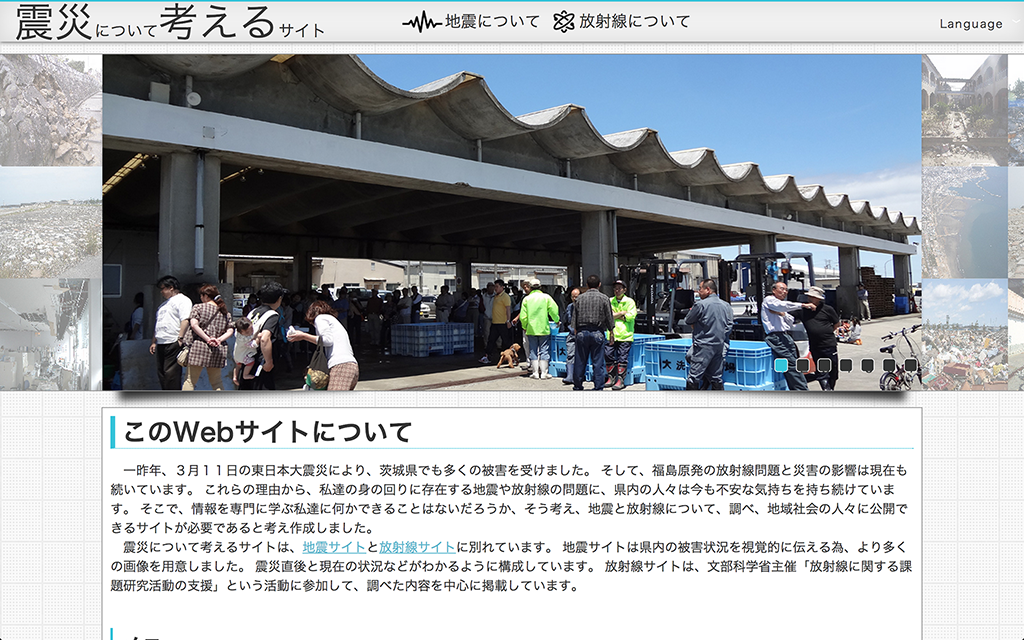 震災について考えるサイト
地震について
放射線について
Language
大洗
場
このWebサイトについて
一昨年、３月１１日の東日本大震災により、茨城県でも多くの被害を受けました。 そして、福島原発の放射線問題と災害の影響は現在も
続いています。 これらの理由から、私達の身の回りに存在する地震や放射線の問題に、県内の人々は今も不安な気持ちを持ち続けていま
す。 そこで、情報を専門に学ぶ私達に何かできることはないだろうか、そう考え、地震と放射線について、調べ、地域社会の人々に公開で
きるサイトが必要であると考え作成しました。
震災について考えるサイトは、地震サイトと放射線サイトに別れています。 地震サイトは県内の被害状況を視覚的に伝える為、より多く
の画像を用意しました。 震災直後と現在の状況などがわかるように構成しています。 放射線サイトは、文部科学省主催「放射線に関する課
題研究活動の支援」という活動に参加して、調べた内容を中心に掲載しています。